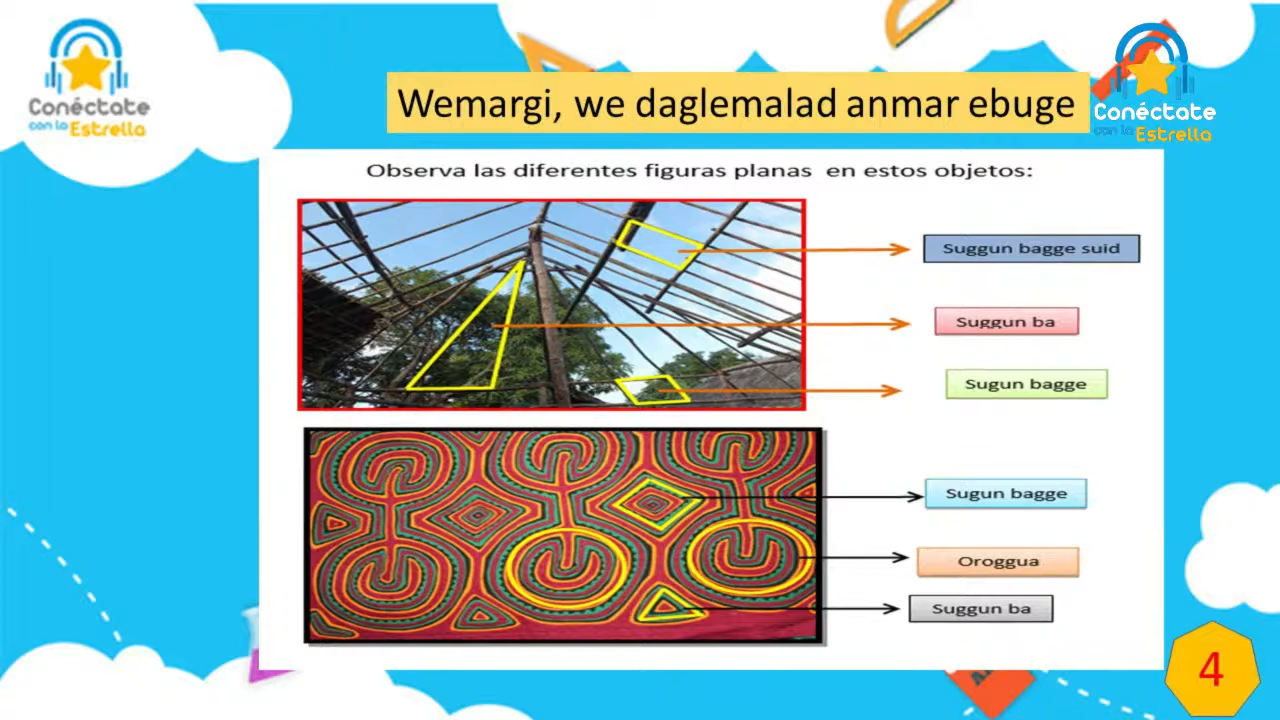 Conéctate
con la
Estrella
Wemargi, we daglemalad anmar ebuge
Conéctate
con la
Estrella
Observa las diferentes figuras planas en estos objetos:
Suggun bagge suid
Suggun ba
Sugun bagge
Sugun bagge
Oroggua
Suggun ba
4